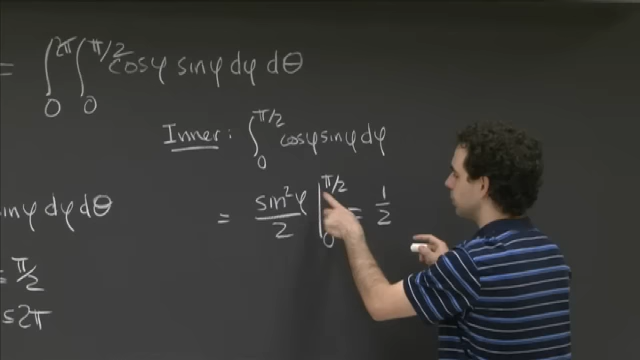 = ∫₀^2π ∫₀^π/2 cosφ sinφ dφ dθ
Inner: ∫₀^π/2 cosφ sinφ dφ
= sin²φ/2 |₀^π/2 = 1/2
sinφ dφ dθ
= π/2
s 2π